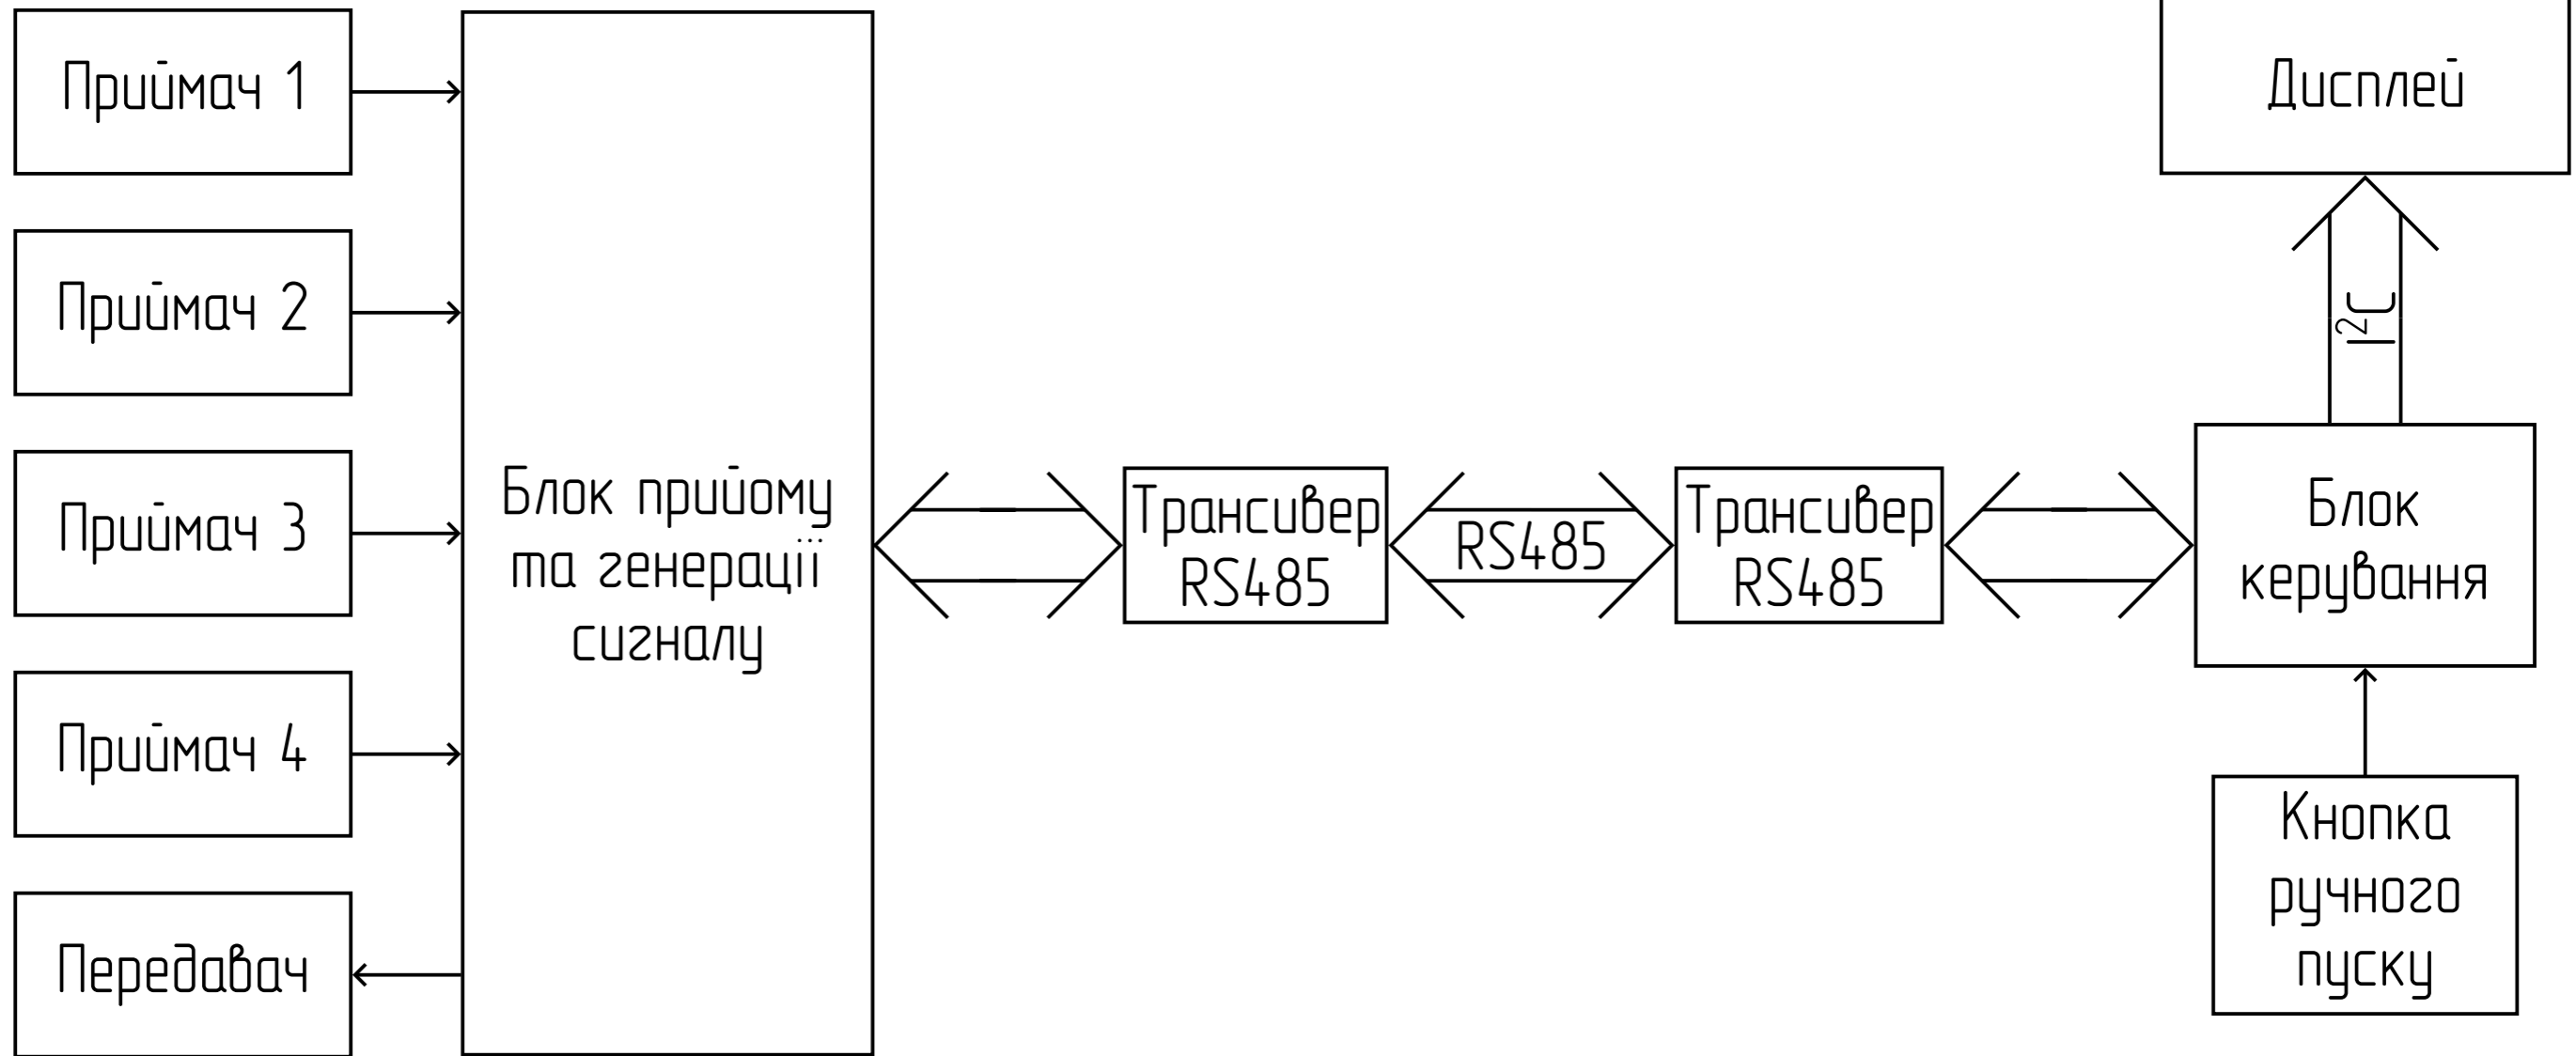 Приймач 1
Приймач 2
Приймач 3
Приймач 4
Передавач
Блок прийому
та генерації
сигналу
Трансивер
RS485
RS485
Трансивер
RS485
Дисплей
I²C
Блок
керування
Кнопка
ручного
пуску